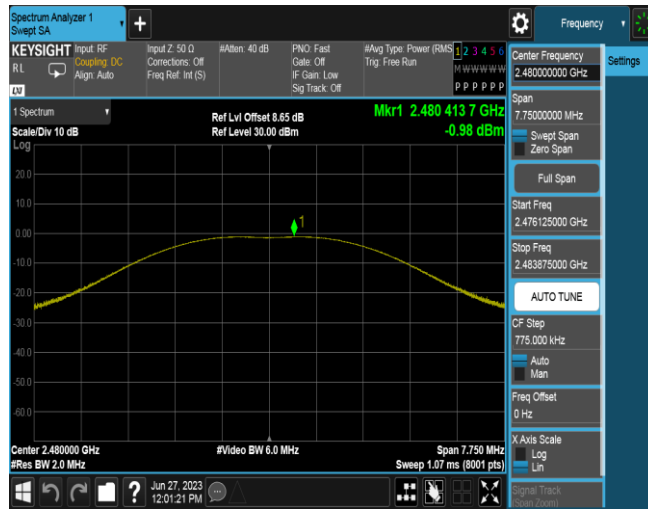 Spectrum Analyzer 1
Swept SA
+
Frequency
KEYSIGHT
RL
LXI
Input: RF
Coupling: DC
Align: Auto
Input Z: 50 Ω
Corrections: Off
Freq Ref: Int (S)
#Atten: 40 dB
PNO: Fast
Gate: Off
IF Gain: Low
Sig Track: Off
#Avg Type: Power (RMS
Trig: Free Run
1 2 3 4 5 6
M W W W W W
P P P P P P
1 Spectrum
Scale/Div 10 dB
Ref Lvl Offset 8.65 dB
Ref Level 30.00 dBm
Mkr1 2.480 413 7 GHz
-0.98 dBm
Log
20.0
10.0
0.00
-10.0
-20.0
-30.0
-40.0
-50.0
-60.0
1
Center 2.480000 GHz
#Res BW 2.0 MHz
#Video BW 6.0 MHz
Span 7.750 MHz
Sweep 1.07 ms (8001 pts)
?
Jun 27, 2023
12:01:21 PM
Center Frequency
2.480000000 GHz
Settings
Span
7.75000000 MHz
Swept Span
Zero Span
Full Span
Start Freq
2.476125000 GHz
Stop Freq
2.483875000 GHz
AUTO TUNE
CF Step
775.000 kHz
Auto
Man
Freq Offset
0 Hz
X Axis Scale
Log
Lin
Signal Track
(Span Zoom)